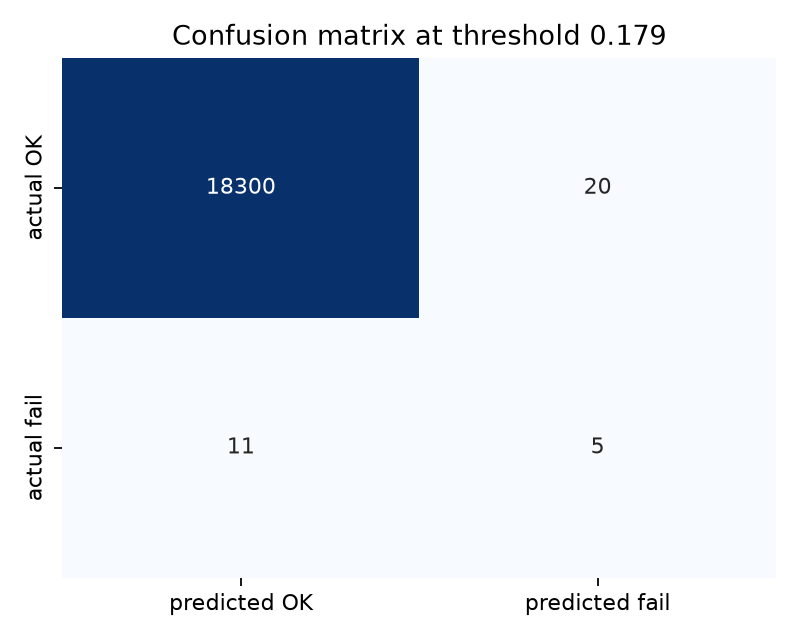 Confusion matrix at threshold 0.179
actual OK
18300
20
actual fail
11
5
predicted OK
predicted fail